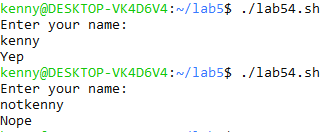 kenny@DESKTOP-VK4D6V4:~/lab5$ ./lab54.sh
Enter your name:
kenny
Yep
kenny@DESKTOP-VK4D6V4:~/lab5$ ./lab54.sh
Enter your name:
notkenny
Nope